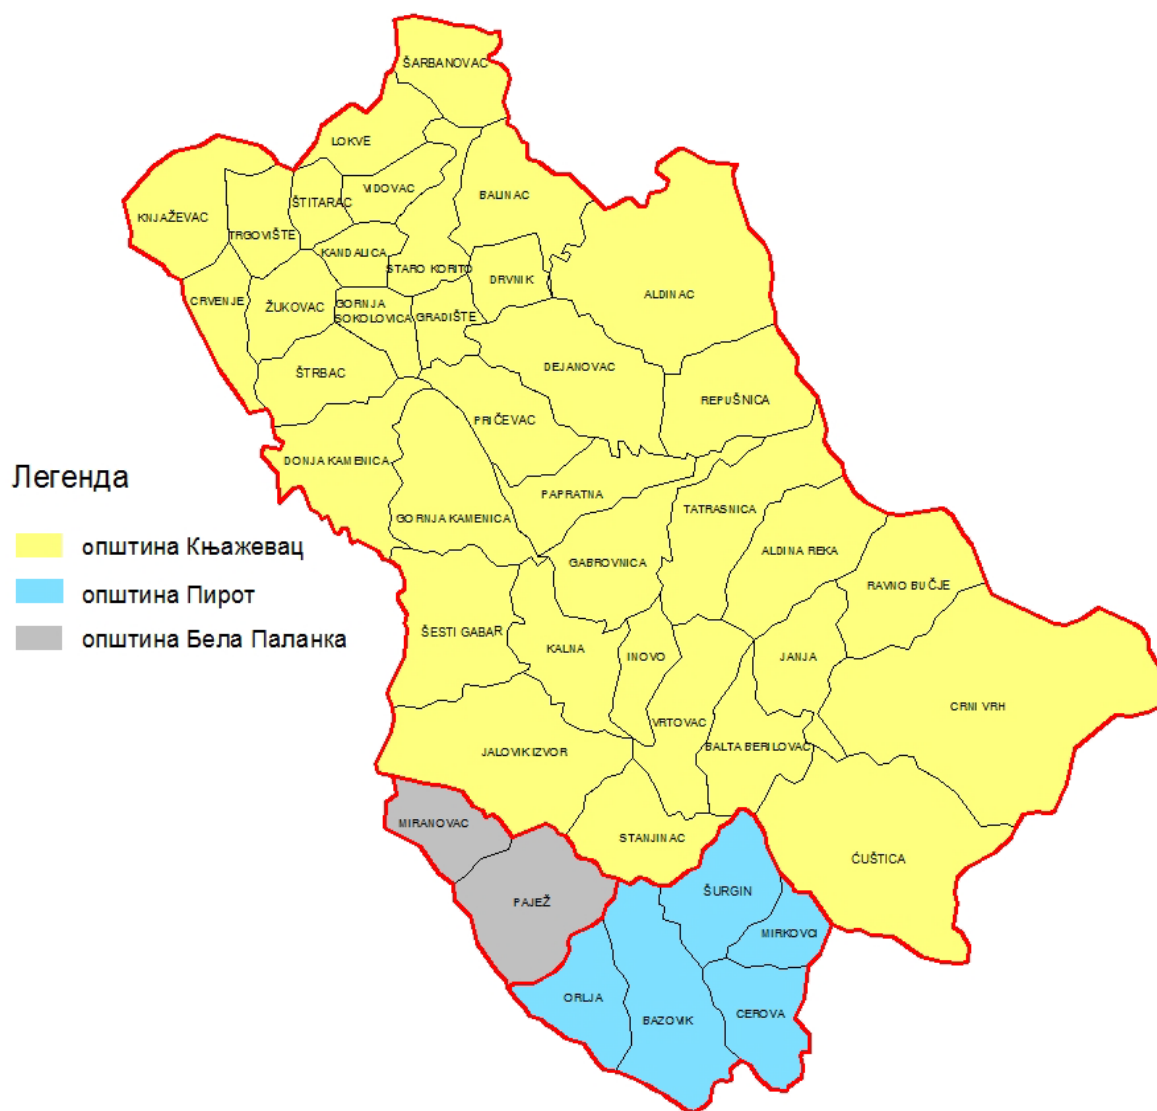 ŠARBANOVAC
LOKVE
VIDOVAC
BALINAC
ŠTITARAC
KNJAŽEVAC
TRGOVIŠTE
KANDALICA
STARO KORITO
DRVNIK
ALDINAC
CRVENJE
ŽUKOVAC
GORNJA
SOKOLOVICA
GRADIŠTE
ŠTRBAC
DEJANOVAC
REPUŠNICA
PRIČEVAC
DONJA KAMENICA
Легенда
PAPRATNA
GORNJA KAMENICA
TATRASNICA
општина Књажевац
ALDINA REKA
GABROVNICA
RAVNO BUČJE
општина Пирот
ŠESTI GABAR
општина Бела Паланка
KALNA
INOVO
JANJA
CRNI VRH
VRTOVAC
JALOVIK IZVOR
BALTA BERILOVAC
MIRANOVAC
STANJINAC
ĆUŠTICA
ŠURGIN
PAJEŽ
MIRKOVCI
ORLJA
BAZOVIK
CEROVA